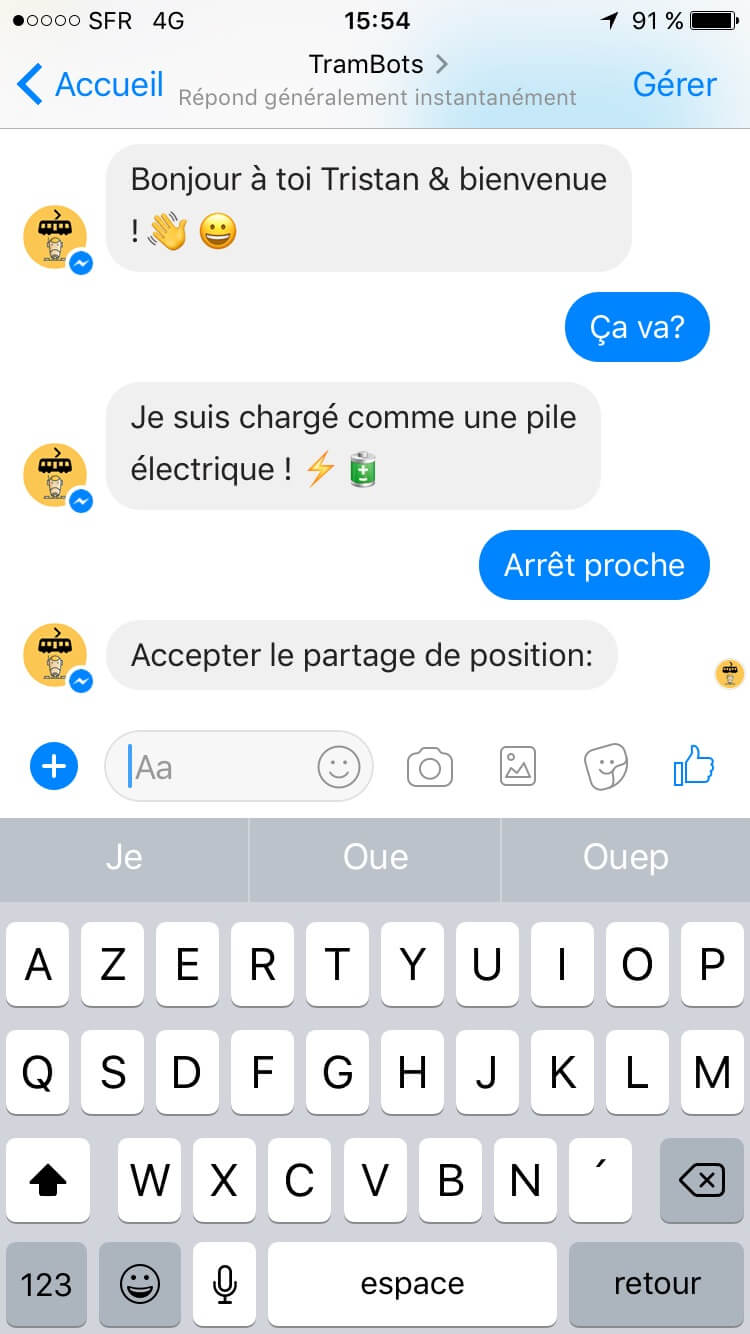 SFR 4G 15:54 91 %
Accueil TramBots Gérer
Répond généralement instantanément
Bonjour à toi Tristan & bienvenue
! 👋 😀
Ça va?
Je suis chargé comme une pile
électrique ! ⚡ 🔋
Arrêt proche
Accepter le partage de position:
Aa
Je Oue Ouep
A Z E R T Y U I O P
Q S D F G H J K L M
W X C V B N ´
123 espace retour